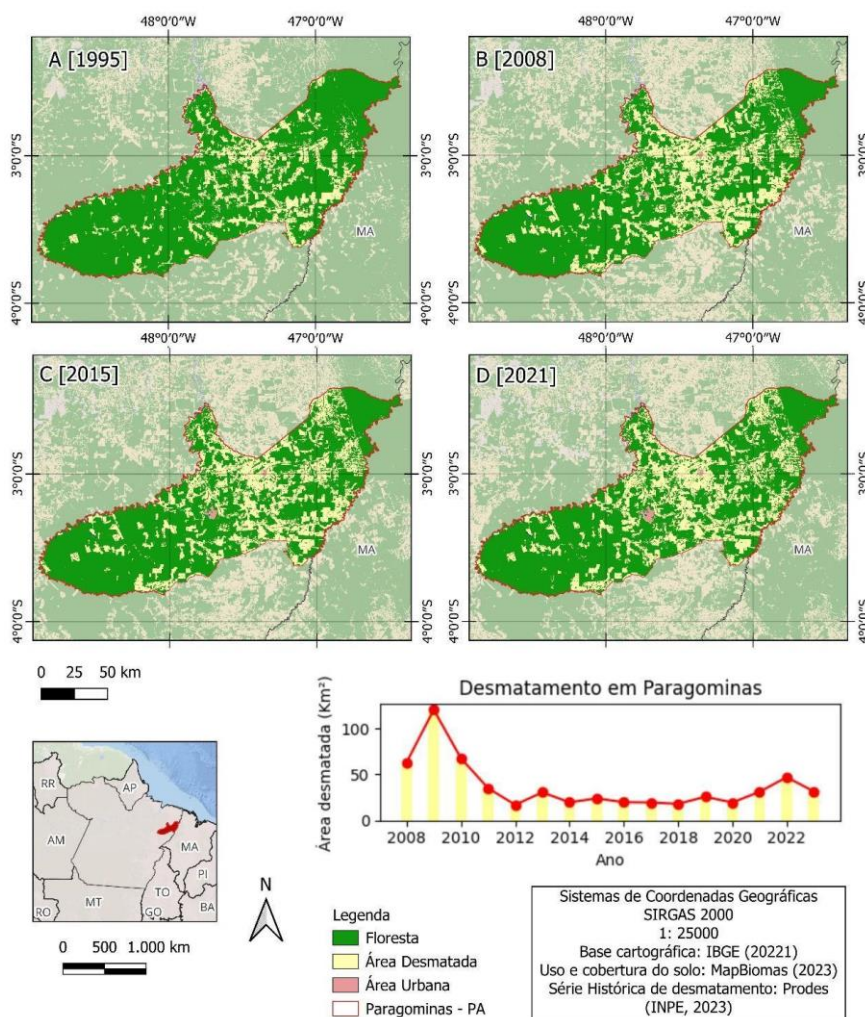 48°0'0"W 47°0'0"W
48°0'0"W 47°0'0"W
A [1995]
B [2008]
3°0'0"S
3°0'0"S
MA
MA
4°0'0"S
4°0'0"S
48°0'0"W 47°0'0"W
48°0'0"W 47°0'0"W
C [2015]
D [2021]
3°0'0"S
3°0'0"S
MA
MA
4°0'0"S
4°0'0"S
0 25 50 km
Desmatamento em Paragominas
Área desmatada (Km²)
100
50
0
2008 2010 2012 2014 2016 2018 2020 2022
Ano
RR
AP
AM
MA
PI
TO
MT
RO
GO
BA
0 500 1.000 km
N
Legenda
Floresta
Área Desmatada
Área Urbana
Paragominas - PA
Sistemas de Coordenadas Geográficas
SIRGAS 2000
1: 25000
Base cartográfica: IBGE (20221)
Uso e cobertura do solo: MapBiomas (2023)
Série Histórica de desmatamento: Prodes
(INPE, 2023)